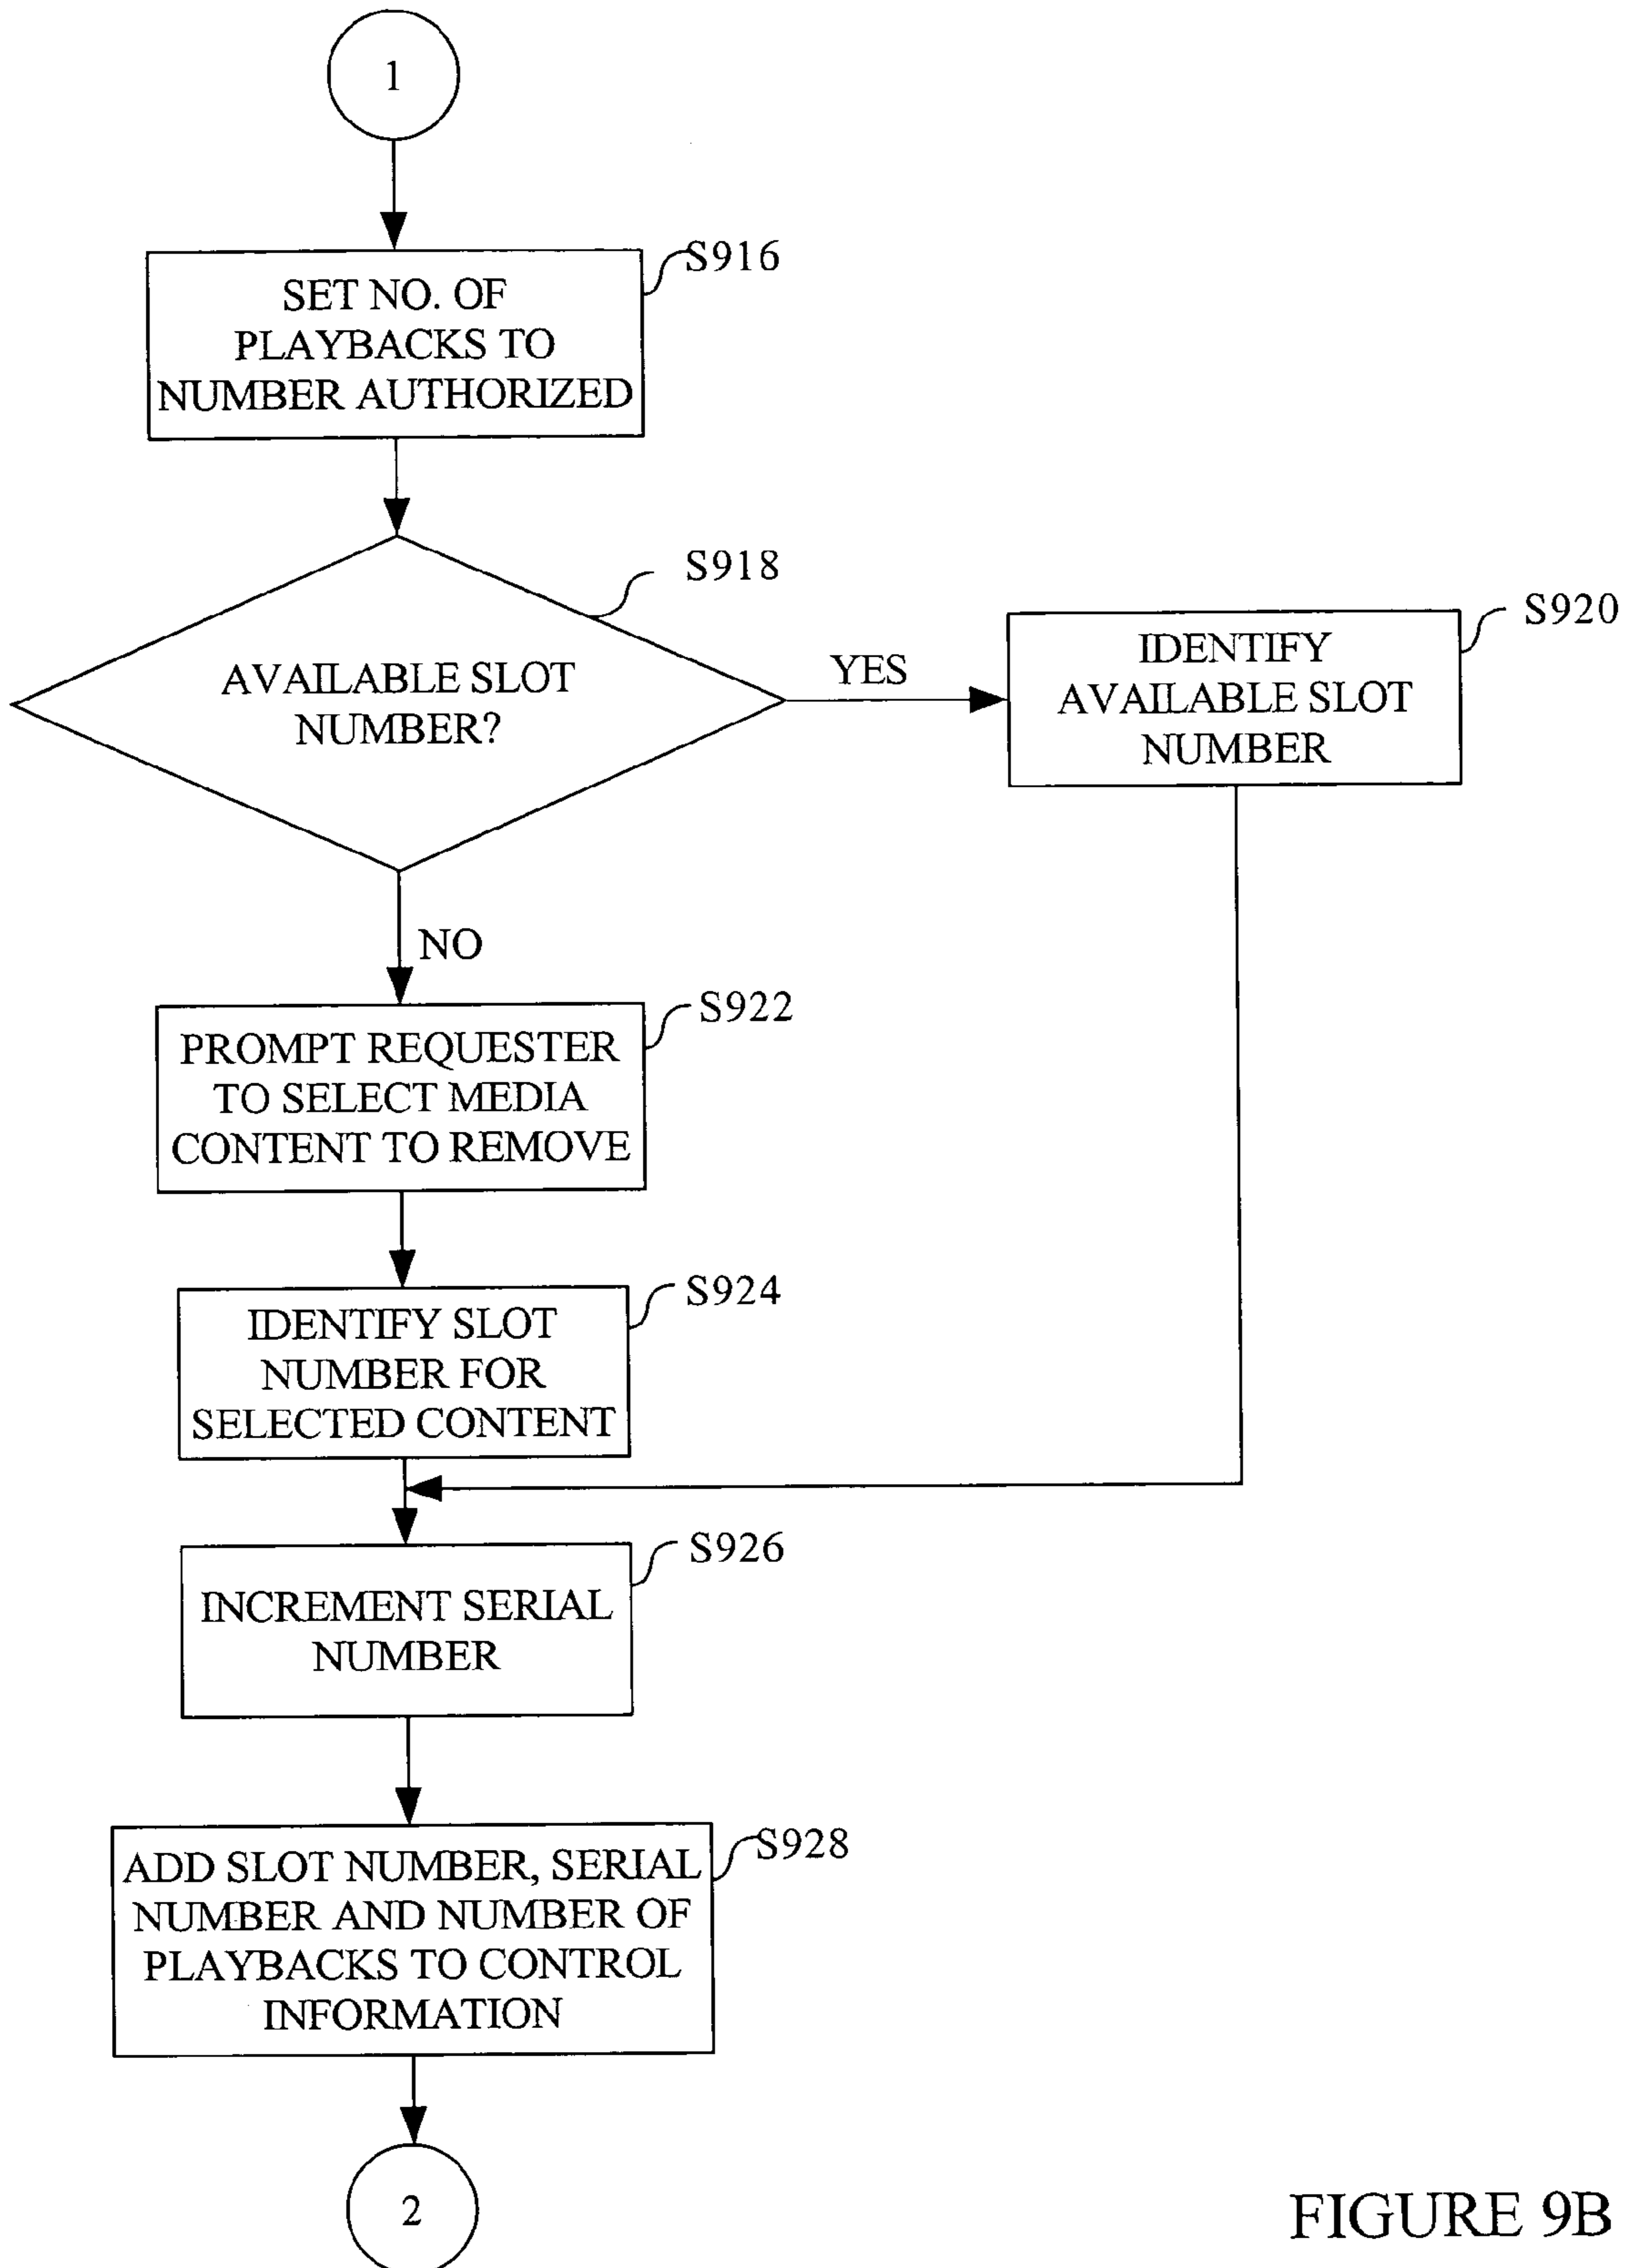 1
S916
SET NO. OF
PLAYBACKS TO
NUMBER AUTHORIZED
S918
AVAILABLE SLOT
NUMBER?
YES
S920
IDENTIFY
AVAILABLE SLOT
NUMBER
NO
S922
PROMPT REQUESTER
TO SELECT MEDIA
CONTENT TO REMOVE
S924
IDENTIFY SLOT
NUMBER FOR
SELECTED CONTENT
S926
INCREMENT SERIAL
NUMBER
S928
ADD SLOT NUMBER, SERIAL
NUMBER AND NUMBER OF
PLAYBACKS TO CONTROL
INFORMATION
2
FIGURE 9B